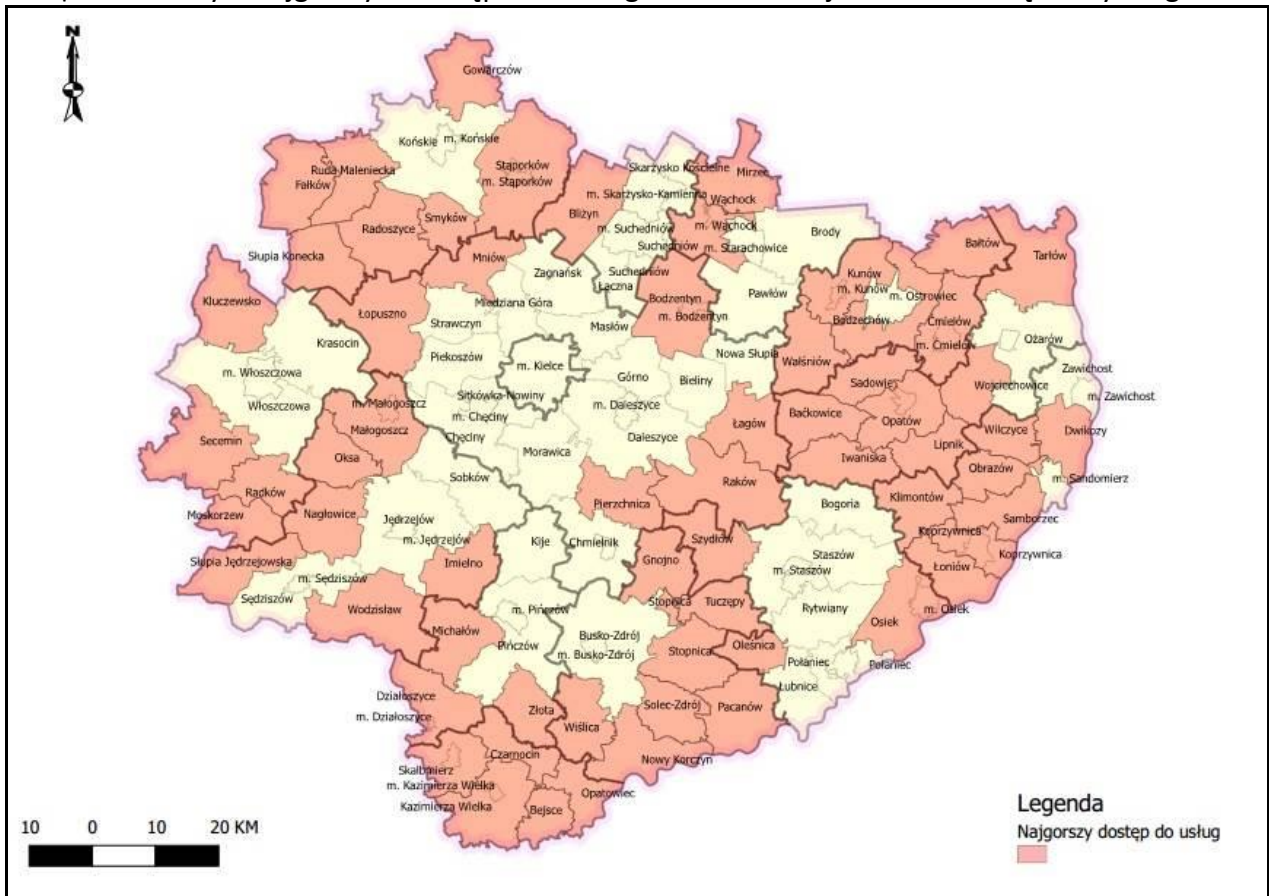 N
Gowarczów
Końskie
m. Końskie
Stąporków
m. Stąporków
Ruda-Maleniecka
Fałków
Radoszyce
Smyków
Słupia Konecka
Bliżyn
Skarżysko Kościelne
m. Skarżysko-Kamienna
m. Suchedniów
Suchedniów
Suchedniów
Łączna
Mirzec
Wąchock
m. Wąchock
m. Starachowice
Brody
Pawłów
Bodzentyn
m. Bodzentyn
Mniów
Zagnańsk
Miedziana Góra
Strawczyn
Masłów
Piekoszów
m. Kielce
Górno
Bieliny
Nowa Słupia
Sitkówka-Nowiny
m. Chęciny
Chęciny
m. Daleszyce
Daleszyce
Morawica
Łagów
Raków
Pierzchnica
Łopuszno
Kluczewsko
Krasocin
m. Włoszczowa
Włoszczowa
m. Małogoszcz
Małogoszcz
Oksa
Secemin
Radków
Moskorzew
Nagłowice
Słupia Jędrzejowska
m. Sędziszów
Sędziszów
Jędrzejów
m. Jędrzejów
Sobków
Imielno
Wodzisław
Kije
Chmielnik
Gnojno
Szydłów
Michałów
m. Pińczów
Pińczów
Busko-Zdrój
m. Busko-Zdrój
Stopnica
Stopnica
Tuczępy
Oleśnica
Solec-Zdrój
Pacanów
Działoszyce
m. Działoszyce
Złota
Wiślica
Nowy Korczyn
Czarnocin
Skalbmierz
m. Kazimierza Wielka
Kazimierza Wielka
Bejsce
Opatowiec
Bałtów
Tarłów
Kunów
m. Kunów
m. Ostrowiec
Bodzechów
Ćmielów
m. Ćmielów
Waśniów
Ożarów
Zawichost
m. Zawichost
Wojciechowice
Sadowie
Baćkowice
Opatów
Lipnik
Iwaniska
Wilczyce
Dwikozy
Obrazów
m. Sandomierz
Klimontów
Samborzec
Koprzywnica
Koprzywnica
Łoniów
Bogoria
Staszów
m. Staszów
Rytwiany
Osiek
m. Osiek
Połaniec
Połaniec
Łubnice
10 0 10 20 KM
Legenda
Najgorszy dostęp do usług